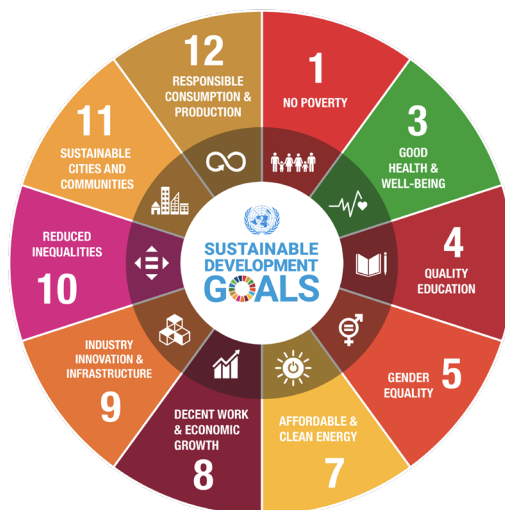 SUSTAINABLE
DEVELOPMENT
GOALS
1
NO POVERTY
3
GOOD
HEALTH &
WELL-BEING
4
QUALITY
EDUCATION
GENDER
EQUALITY
5
AFFORDABLE &
CLEAN ENERGY
7
DECENT WORK
& ECONOMIC
GROWTH
8
INDUSTRY
INNOVATION &
INFRASTRUCTURE
9
REDUCED
INEQUALITIES
10
11
SUSTAINABLE
CITIES AND
COMMUNITIES
12
RESPONSIBLE
CONSUMPTION &
PRODUCTION